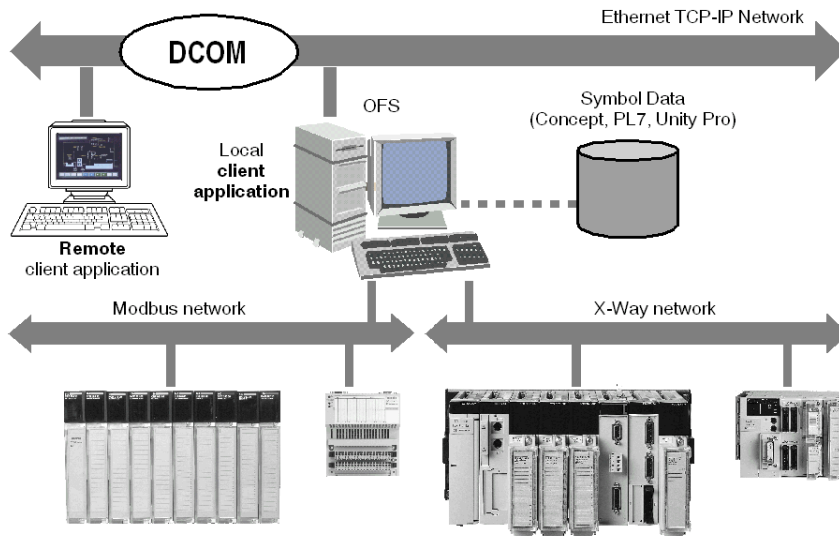 Ethernet TCP-IP Network
DCOM
OFS
Symbol Data
(Concept, PL7, Unity Pro)
Local
client
application
Remote
client application
Modbus network
X-Way network